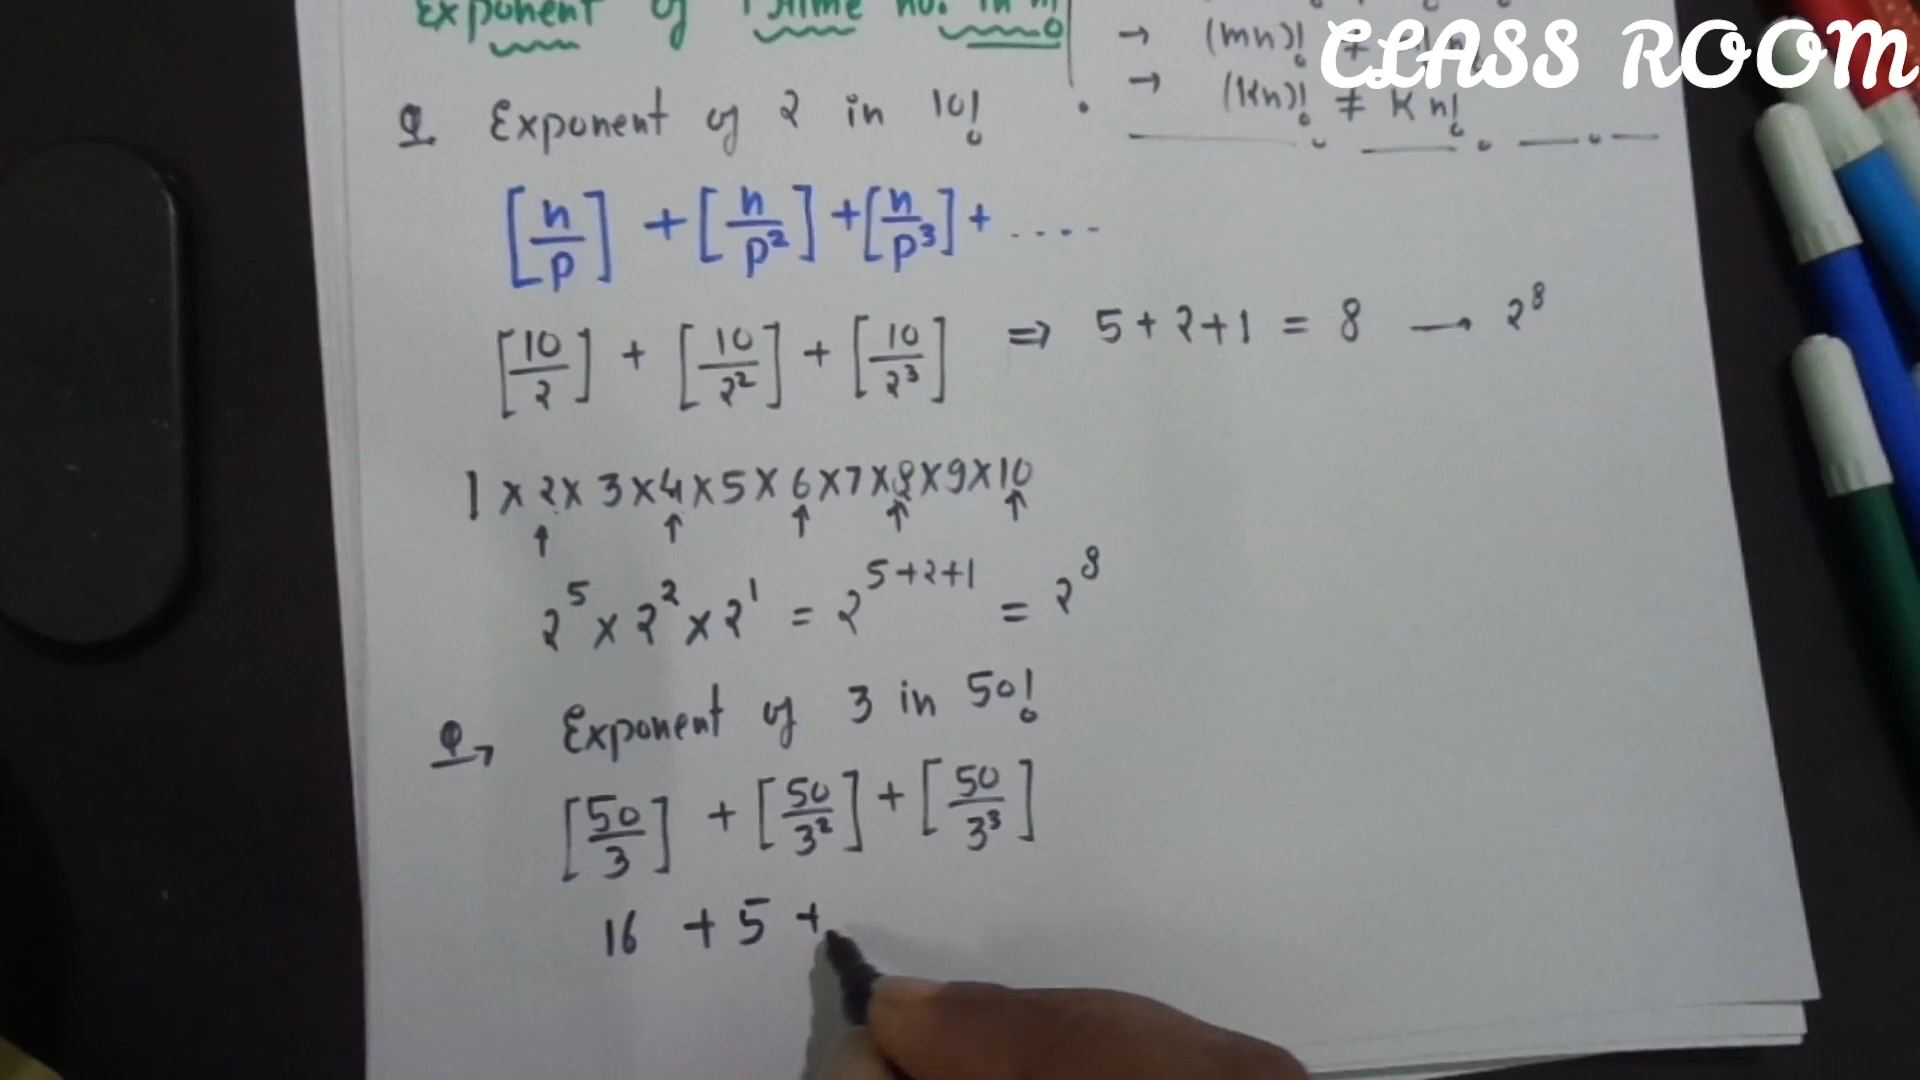 Exponent of Prime no. in n!
→ (mn)! ≠
→ (Kn)! ≠ K n!
CLASS ROOM
Q. Exponent of 2 in 10!
[n/p] + [n/p²] + [n/p³] + ....
[10/2] + [10/2²] + [10/2³] ⇒ 5+2+1 = 8 → 2⁸
1 × 2 × 3 × 4 × 5 × 6 × 7 × 8 × 9 × 10
↑ ↑ ↑ ↑ ↑
2⁵ × 2² × 2¹ = 2⁵⁺²⁺¹ = 2⁸
Q→ Exponent of 3 in 50!
[50/3] + [50/3²] + [50/3³]
16 + 5 +